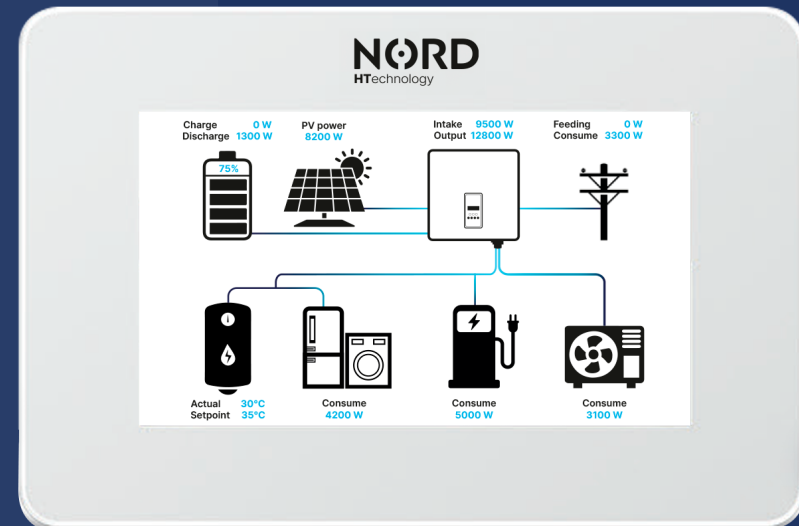 NORD
HTechnology
Charge 0 W
Discharge 1300 W
PV power
8200 W
Intake 9500 W
Output 12800 W
Feeding 0 W
Consume 3300 W
75%
Actual 30°C
Setpoint 35°C
Consume
4200 W
Consume
5000 W
Consume
3100 W